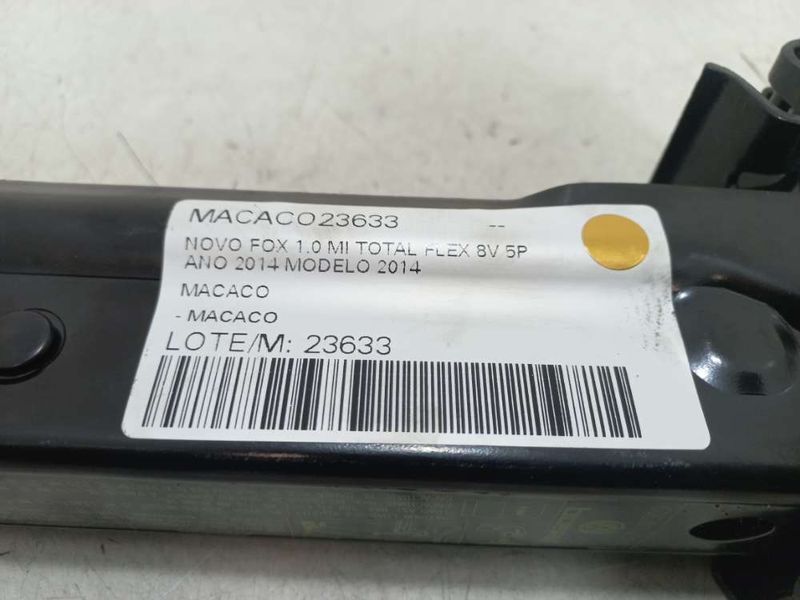 MACACO23633 --
NOVO FOX 1.0 MI TOTAL FLEX 8V 5P
ANO 2014 MODELO 2014
MACACO
- MACACO
LOTE/M: 23633